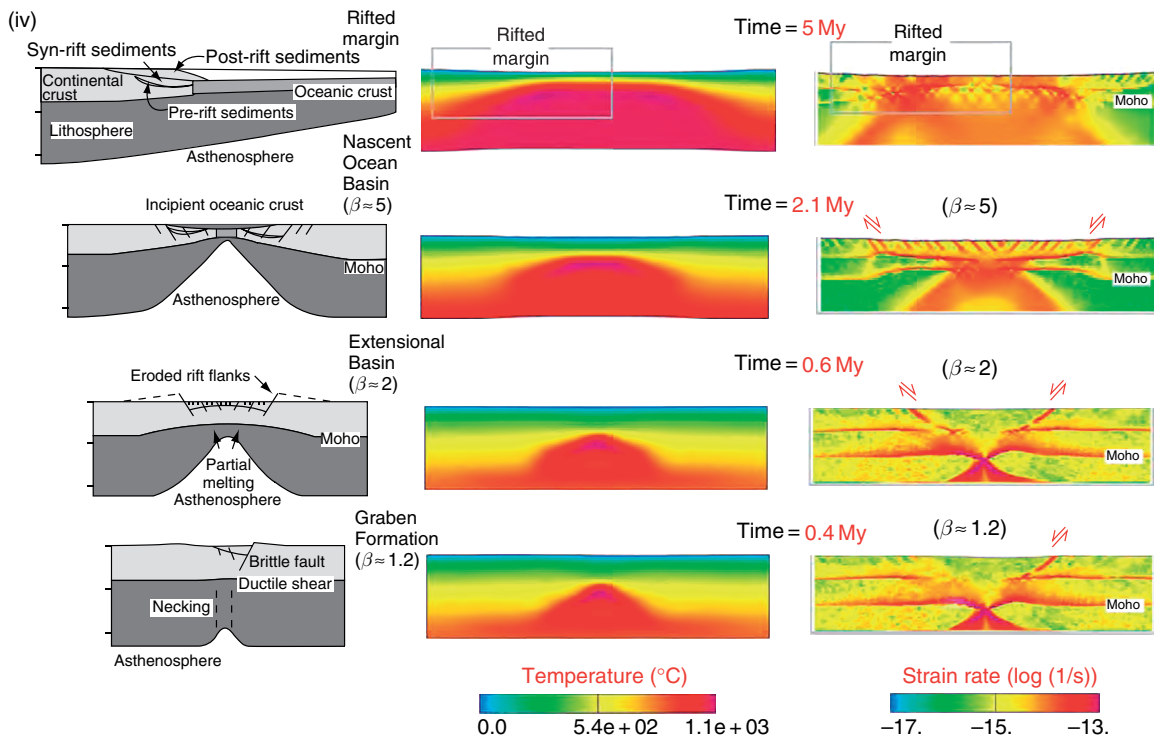 (iv)
Rifted
margin
Syn-rift sediments
Post-rift sediments
Continental
crust
Oceanic crust
Pre-rift sediments
Lithosphere
Asthenosphere
Rifted
margin
Time = 5 My
Rifted
margin
Moho
Nascent
Ocean
Basin
(β≈5)
Incipient oceanic crust
Moho
Asthenosphere
Time = 2.1 My
(β≈5)
Moho
Extensional
Basin
(β≈2)
Eroded rift flanks
Moho
Partial
melting
Asthenosphere
Time = 0.6 My
(β≈2)
Moho
Graben
Formation
(β≈1.2)
Brittle fault
Ductile shear
Necking
Asthenosphere
Time = 0.4 My
(β≈1.2)
Moho
Temperature (°C)
0.0 5.4e + 02 1.1e + 03
Strain rate (log (1/s))
–17. –15. –13.